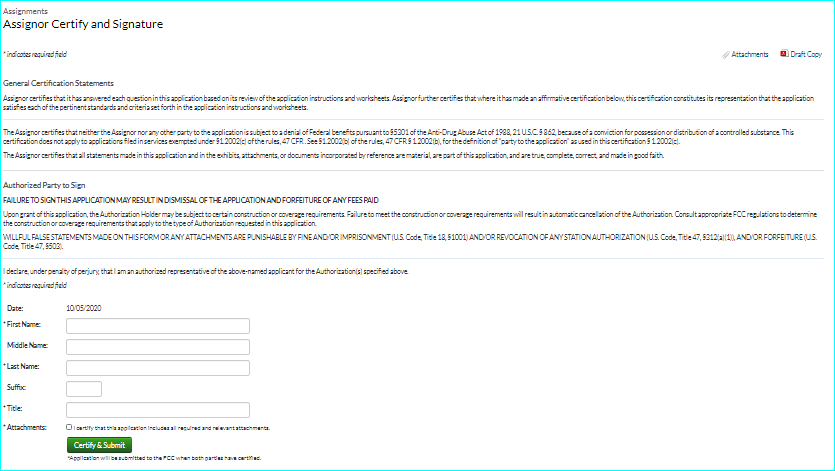 Assignments
Assignor Certify and Signature
* indicates required field
Attachments Draft Copy
General Certification Statements
Assignor certifies that it has answered each question in this application based on its review of the application instructions and worksheets. Assignor further certifies that where it has made an affirmative certification below, this certification constitutes its representation that the application
satisfies each of the pertinent standards and criteria set forth in the application instructions and worksheets.
The Assignor certifies that neither the Assignor nor any other party to the application is subject to a denial of Federal benefits pursuant to §5301 of the Anti-Drug Abuse Act of 1988, 21 U.S.C. § 862, because of a conviction for possession or distribution of a controlled substance. This
certification does not apply to applications filed in services exempted under §1.2002(c) of the rules, 47 CFR . See §1.2002(b) of the rules, 47 CFR § 1.2002(b), for the definition of "party to the application" as used in this certification § 1.2002(c).
The Assignor certifies that all statements made in this application and in the exhibits, attachments, or documents incorporated by reference are material, are part of this application, and are true, complete, correct, and made in good faith.
Authorized Party to Sign
FAILURE TO SIGN THIS APPLICATION MAY RESULT IN DISMISSAL OF THE APPLICATION AND FORFEITURE OF ANY FEES PAID
Upon grant of this application, the Authorization Holder may be subject to certain construction or coverage requirements. Failure to meet the construction or coverage requirements will result in automatic cancellation of the Authorization. Consult appropriate FCC regulations to determine
the construction or coverage requirements that apply to the type of Authorization requested in this application.
WILLFUL FALSE STATEMENTS MADE ON THIS FORM OR ANY ATTACHMENTS ARE PUNISHABLE BY FINE AND/OR IMPRISONMENT (U.S. Code, Title 18, §1001) AND/OR REVOCATION OF ANY STATION AUTHORIZATION (U.S. Code, Title 47, §312(a)(1)), AND/OR FORFEITURE (U.S.
Code, Title 47, §503).
I declare, under penalty of perjury, that I am an authorized representative of the above-named applicant for the Authorization(s) specified above.
* indicates required field
Date: 10/05/2020
* First Name:
Middle Name:
* Last Name:
Suffix:
* Title:
* Attachments: I certify that this application includes all required and relevant attachments.
Certify & Submit
*Application will be submitted to the FCC when both parties have certified.